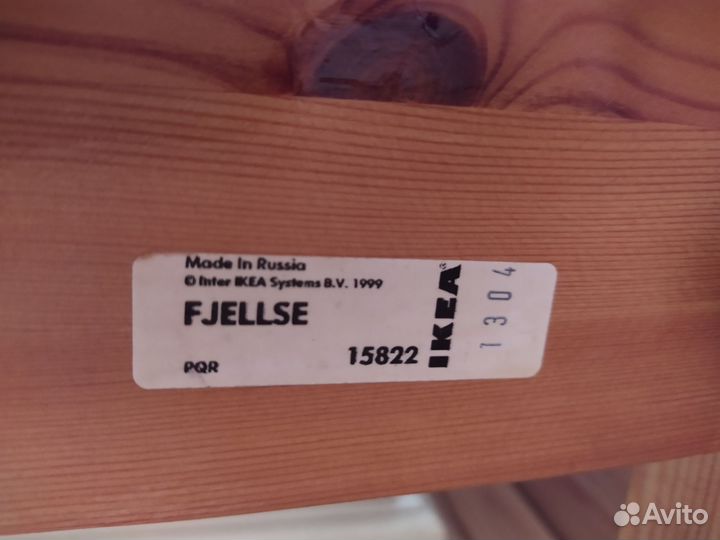 Made In Russia
© Inter IKEA Systems B.V. 1999
FJELLSE
15822
PQR
IKEA®
1304
Avito